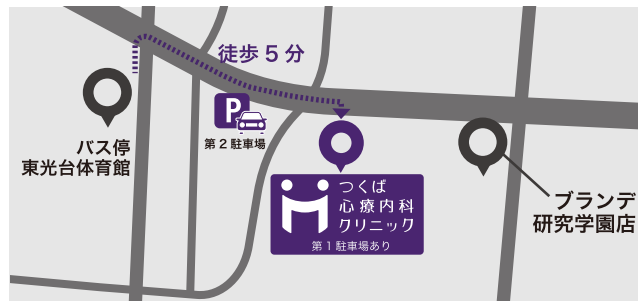 徒歩5分
P
第2駐車場
バス停
東光台体育館
つくば
心療内科
クリニック
第1駐車場あり
ブランデ
研究学園店